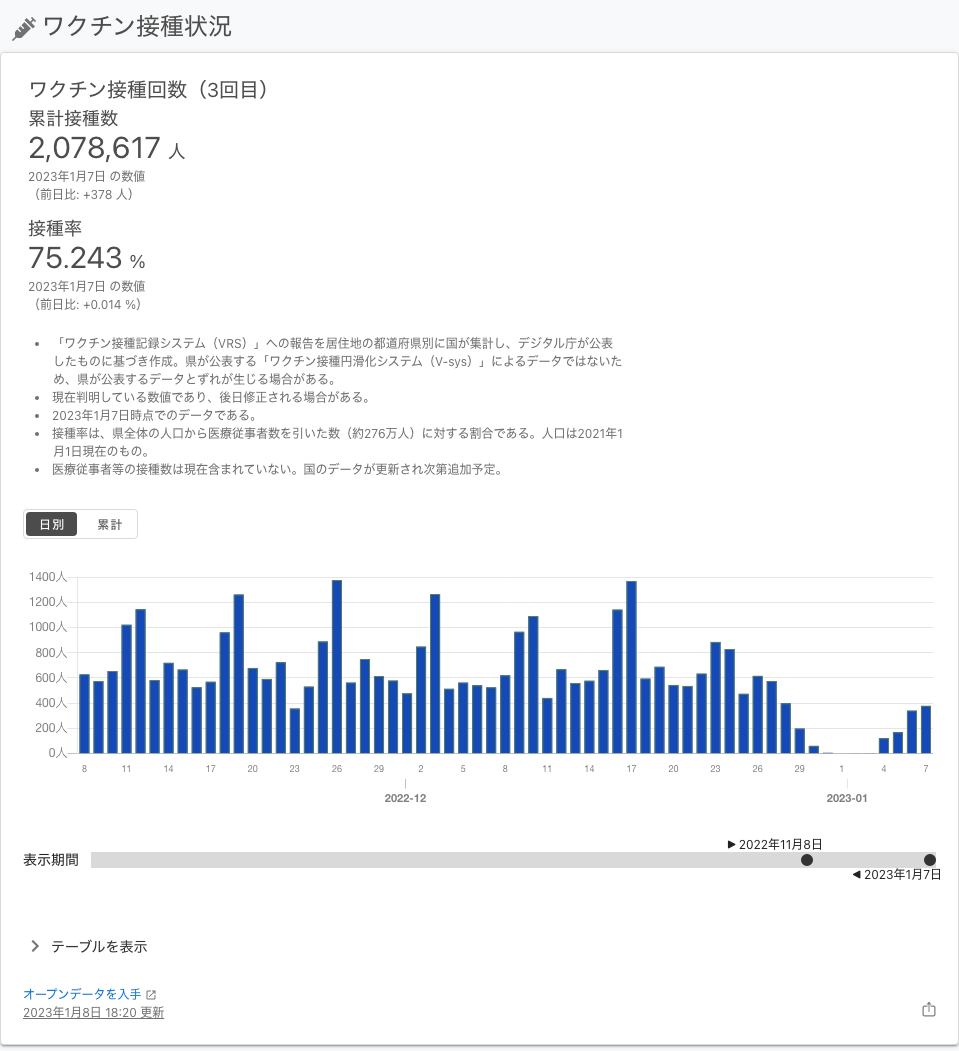 ワクチン接種状況
ワクチン接種回数（3回目）
累計接種数
2,078,617 人
2023年1月7日 の数値
（前日比: +378 人）
接種率
75.243 %
2023年1月7日 の数値
（前日比: +0.014 %）
• 「ワクチン接種記録システム（VRS）」への報告を居住地の都道府県別に国が集計し、デジタル庁が公表
したものに基づき作成。県が公表する「ワクチン接種円滑化システム（V-sys）」によるデータではないた
め、県が公表するデータとずれが生じる場合がある。
• 現在判明している数値であり、後日修正される場合がある。
• 2023年1月7日時点でのデータである。
• 接種率は、県全体の人口から医療従事者数を引いた数（約276万人）に対する割合である。人口は2021年1
月1日現在のもの。
• 医療従事者等の接種数は現在含まれていない。国のデータが更新され次第追加予定。
日別 累計
1400人
1200人
1000人
800人
600人
400人
200人
0人
8 11 14 17 20 23 26 29 2 5 8 11 14 17 20 23 26 29 1 4 7
2022-12 2023-01
▶ 2022年11月8日
表示期間
◀ 2023年1月7日
テーブルを表示
オープンデータを入手
2023年1月8日 18:20 更新